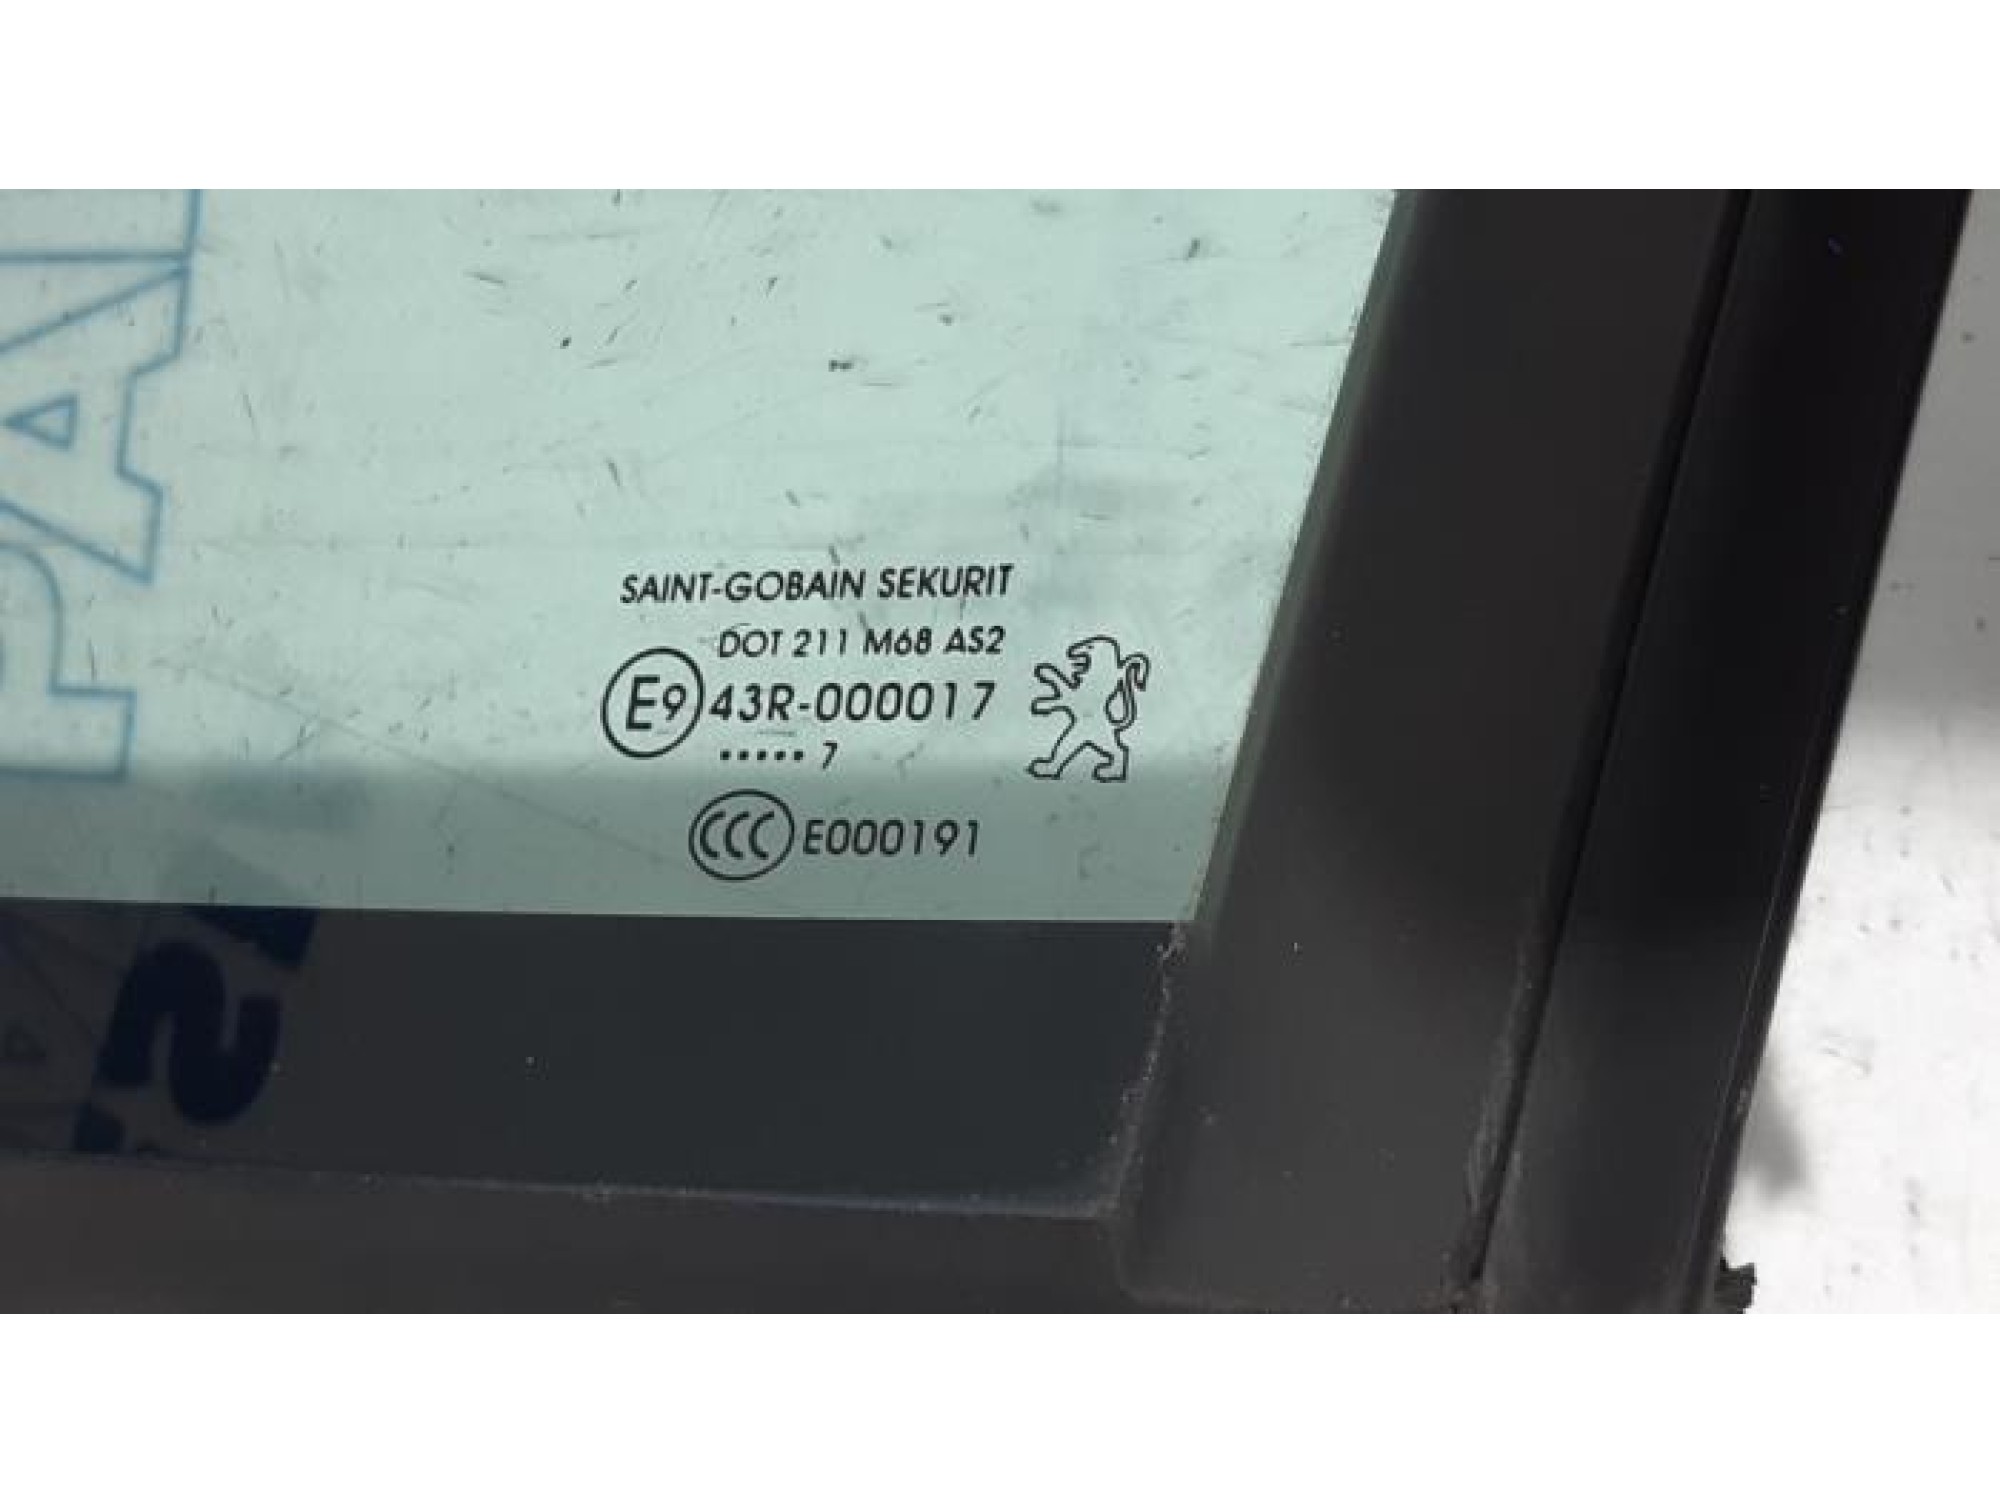 SAINT-GOBAIN SEKURIT
DOT 211 M68 AS2
E9 43R-000017
..... 7
CCC E000191